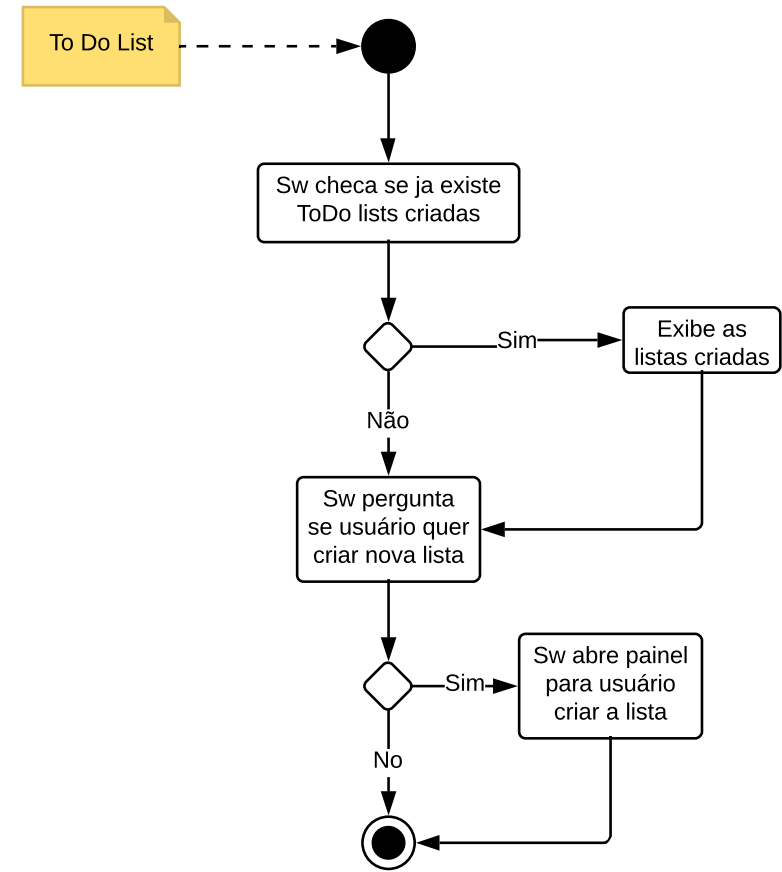 To Do List
Sw checa se ja existe
ToDo lists criadas
Sim
Exibe as
listas criadas
Não
Sw pergunta
se usuário quer
criar nova lista
Sim
Sw abre painel
para usuário
criar a lista
No